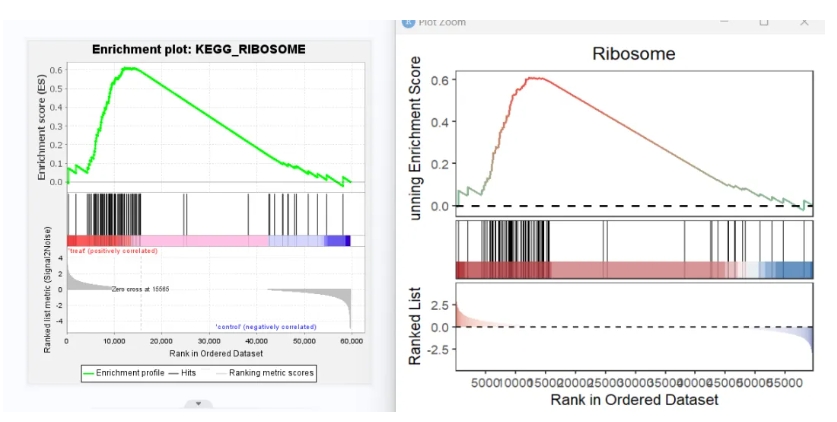 Enrichment plot: KEGG_RIBOSOME
Enrichment score (ES)
0.6
0.5
0.4
0.3
0.2
0.1
0.0
'treat' (positively correlated)
Ranked list metric (Signal2Noise)
4
2
0
-2
-4
Zero cross at 15565
'control' (negatively correlated)
0 10,000 20,000 30,000 40,000 50,000 60,000
Rank in Ordered Dataset
Enrichment profile Hits Ranking metric scores
Plot Zoom
Ribosome
unning Enrichment Score
0.6
0.4
0.2
0.0
Ranked List
2.5
0.0
-2.5
Rank in Ordered Dataset